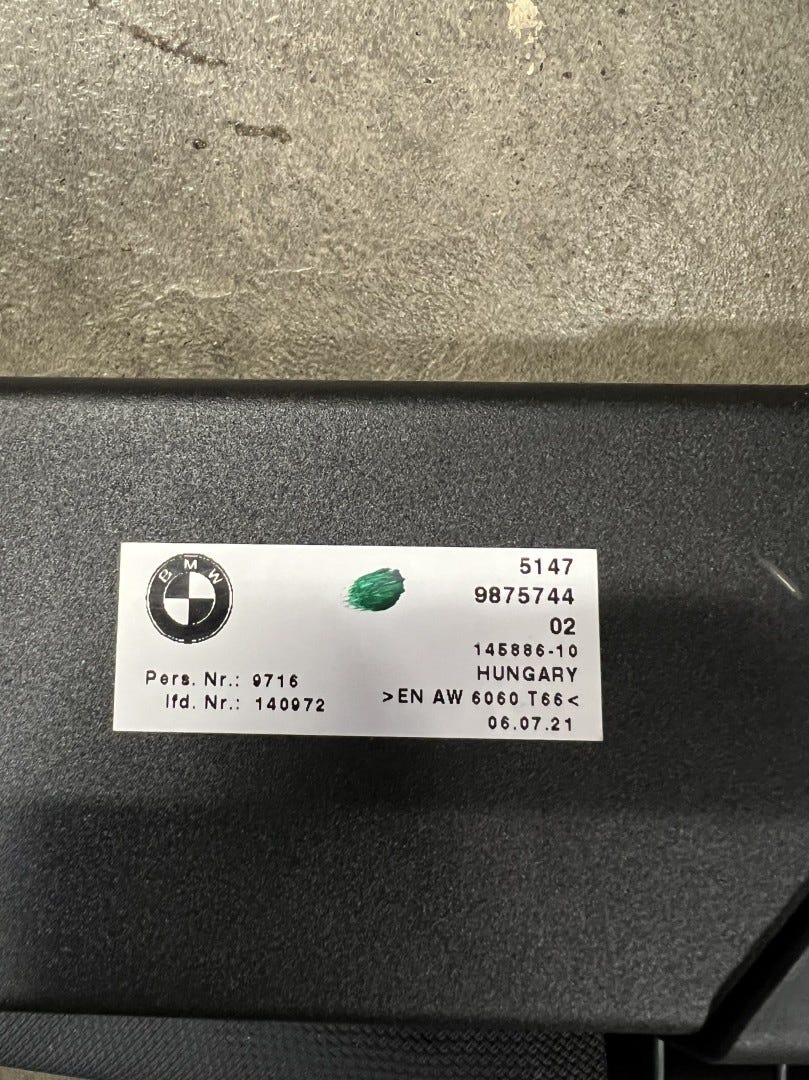 BMW
5147
9875744
02
145886-10
HUNGARY
>EN AW 6060 T66<
06.07.21
Pers. Nr.: 9716
lfd. Nr.: 140972